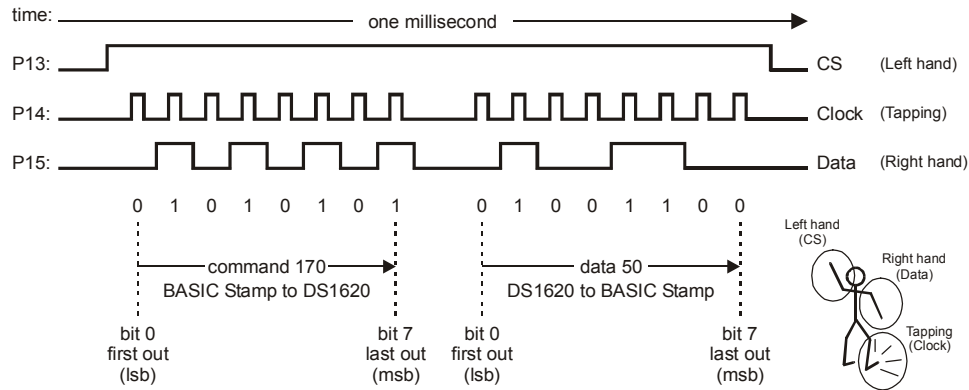 time: one millisecond
P13: CS (Left hand)
P14: Clock (Tapping)
P15: Data (Right hand)
0 1 0 1 0 1 0 1 0 1 0 0 1 1 0 0
Left hand
(CS)
Right hand
(Data)
Tapping
(Clock)
command 170
BASIC Stamp to DS1620
data 50
DS1620 to BASIC Stamp
bit 0
first out
(lsb)
bit 7
last out
(msb)
bit 0
first out
(lsb)
bit 7
last out
(msb)